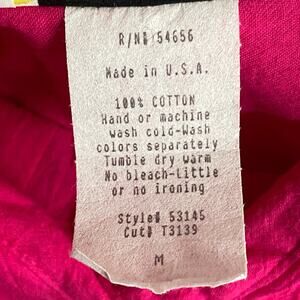 R/N# 54656
Made in U.S.A.
100% COTTON
Hand or machine
wash cold-Wash
colors separately
Tumble dry warm
No bleach-Little
or no ironing
Style# 53145
Cut# T3139
M